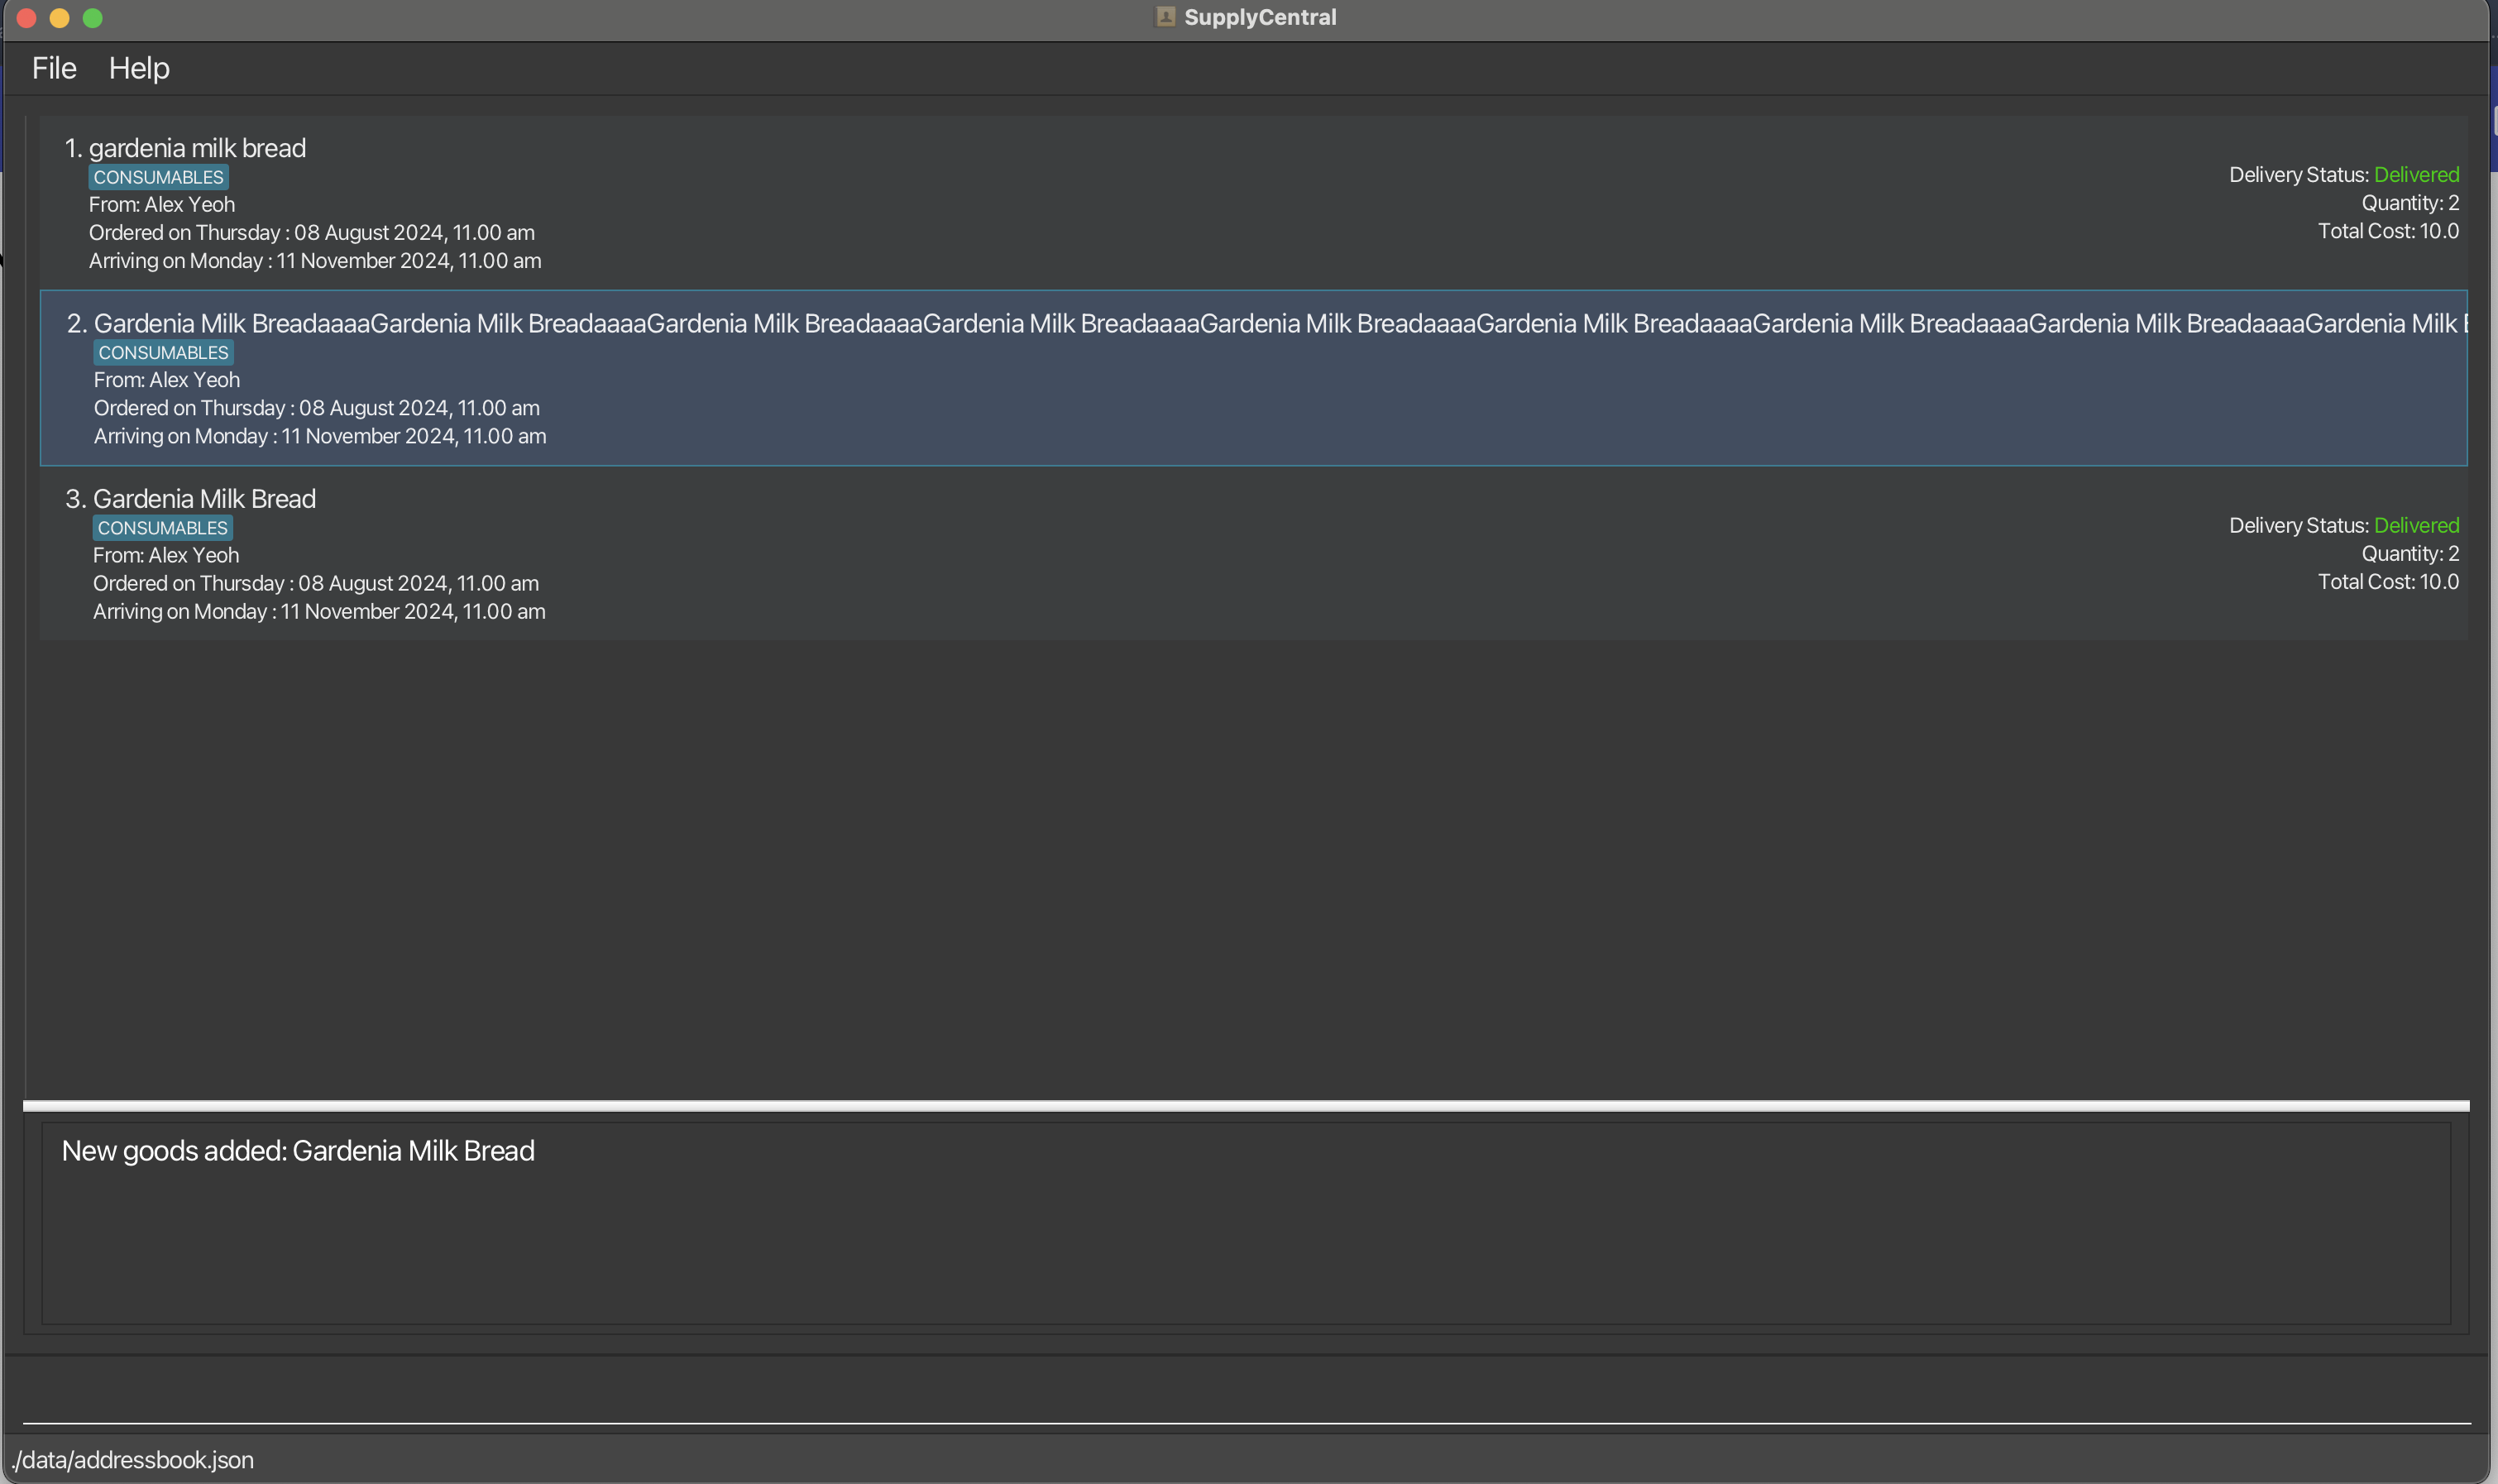 SupplyCentral
File Help
1. gardenia milk bread
CONSUMABLES
From: Alex Yeoh
Ordered on Thursday : 08 August 2024, 11.00 am
Arriving on Monday : 11 November 2024, 11.00 am
Delivery Status: Delivered
Quantity: 2
Total Cost: 10.0
2. Gardenia Milk BreadaaaaGardenia Milk BreadaaaaGardenia Milk BreadaaaaGardenia Milk BreadaaaaGardenia Milk BreadaaaaGardenia Milk BreadaaaaGardenia Milk BreadaaaaGardenia Milk BreadaaaaGardenia Milk
CONSUMABLES
From: Alex Yeoh
Ordered on Thursday : 08 August 2024, 11.00 am
Arriving on Monday : 11 November 2024, 11.00 am
3. Gardenia Milk Bread
CONSUMABLES
From: Alex Yeoh
Ordered on Thursday : 08 August 2024, 11.00 am
Arriving on Monday : 11 November 2024, 11.00 am
Delivery Status: Delivered
Quantity: 2
Total Cost: 10.0
New goods added: Gardenia Milk Bread
./data/addressbook.json